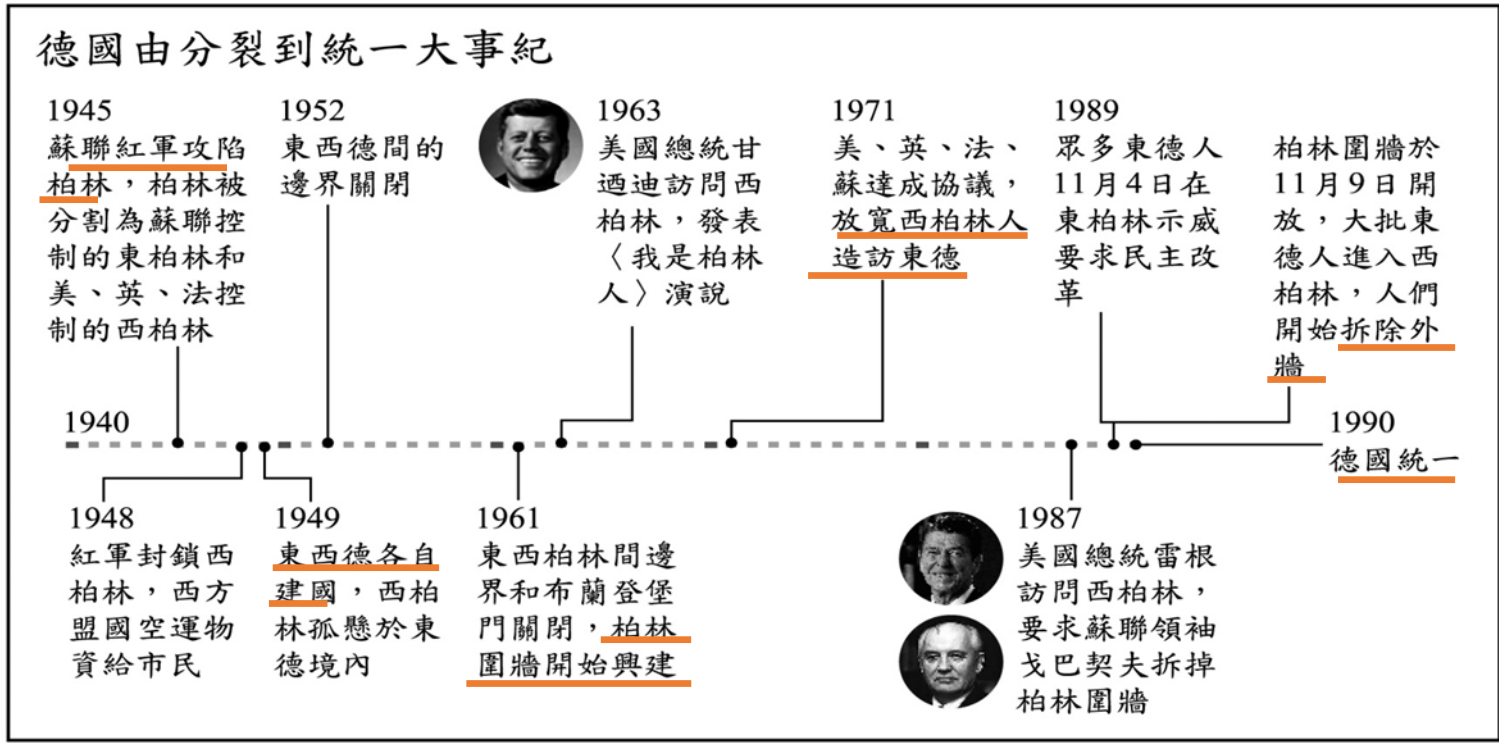 德國由分裂到統一大事紀
1945
蘇聯紅軍攻陷
柏林，柏林被
分割為蘇聯控
制的東柏林和
美、英、法控
制的西柏林
1952
東西德間的
邊界關閉
1963
美國總統甘
迺迪訪問西
柏林，發表
〈我是柏林
人〉演說
1971
美、英、法、
蘇達成協議，
放寬西柏林人
造訪東德
1989
眾多東德人
11月4日在
東柏林示威
要求民主改
革
柏林圍牆於
11月9日開
放，大批東
德人進入西
柏林，人們
開始拆除外
牆
1940
1990
德國統一
1948
紅軍封鎖西
柏林，西方
盟國空運物
資給市民
1949
東西德各自
建國，西柏
林孤懸於東
德境內
1961
東西柏林間邊
界和布蘭登堡
門關閉，柏林
圍牆開始興建
1987
美國總統雷根
訪問西柏林，
要求蘇聯領袖
戈巴契夫拆掉
柏林圍牆